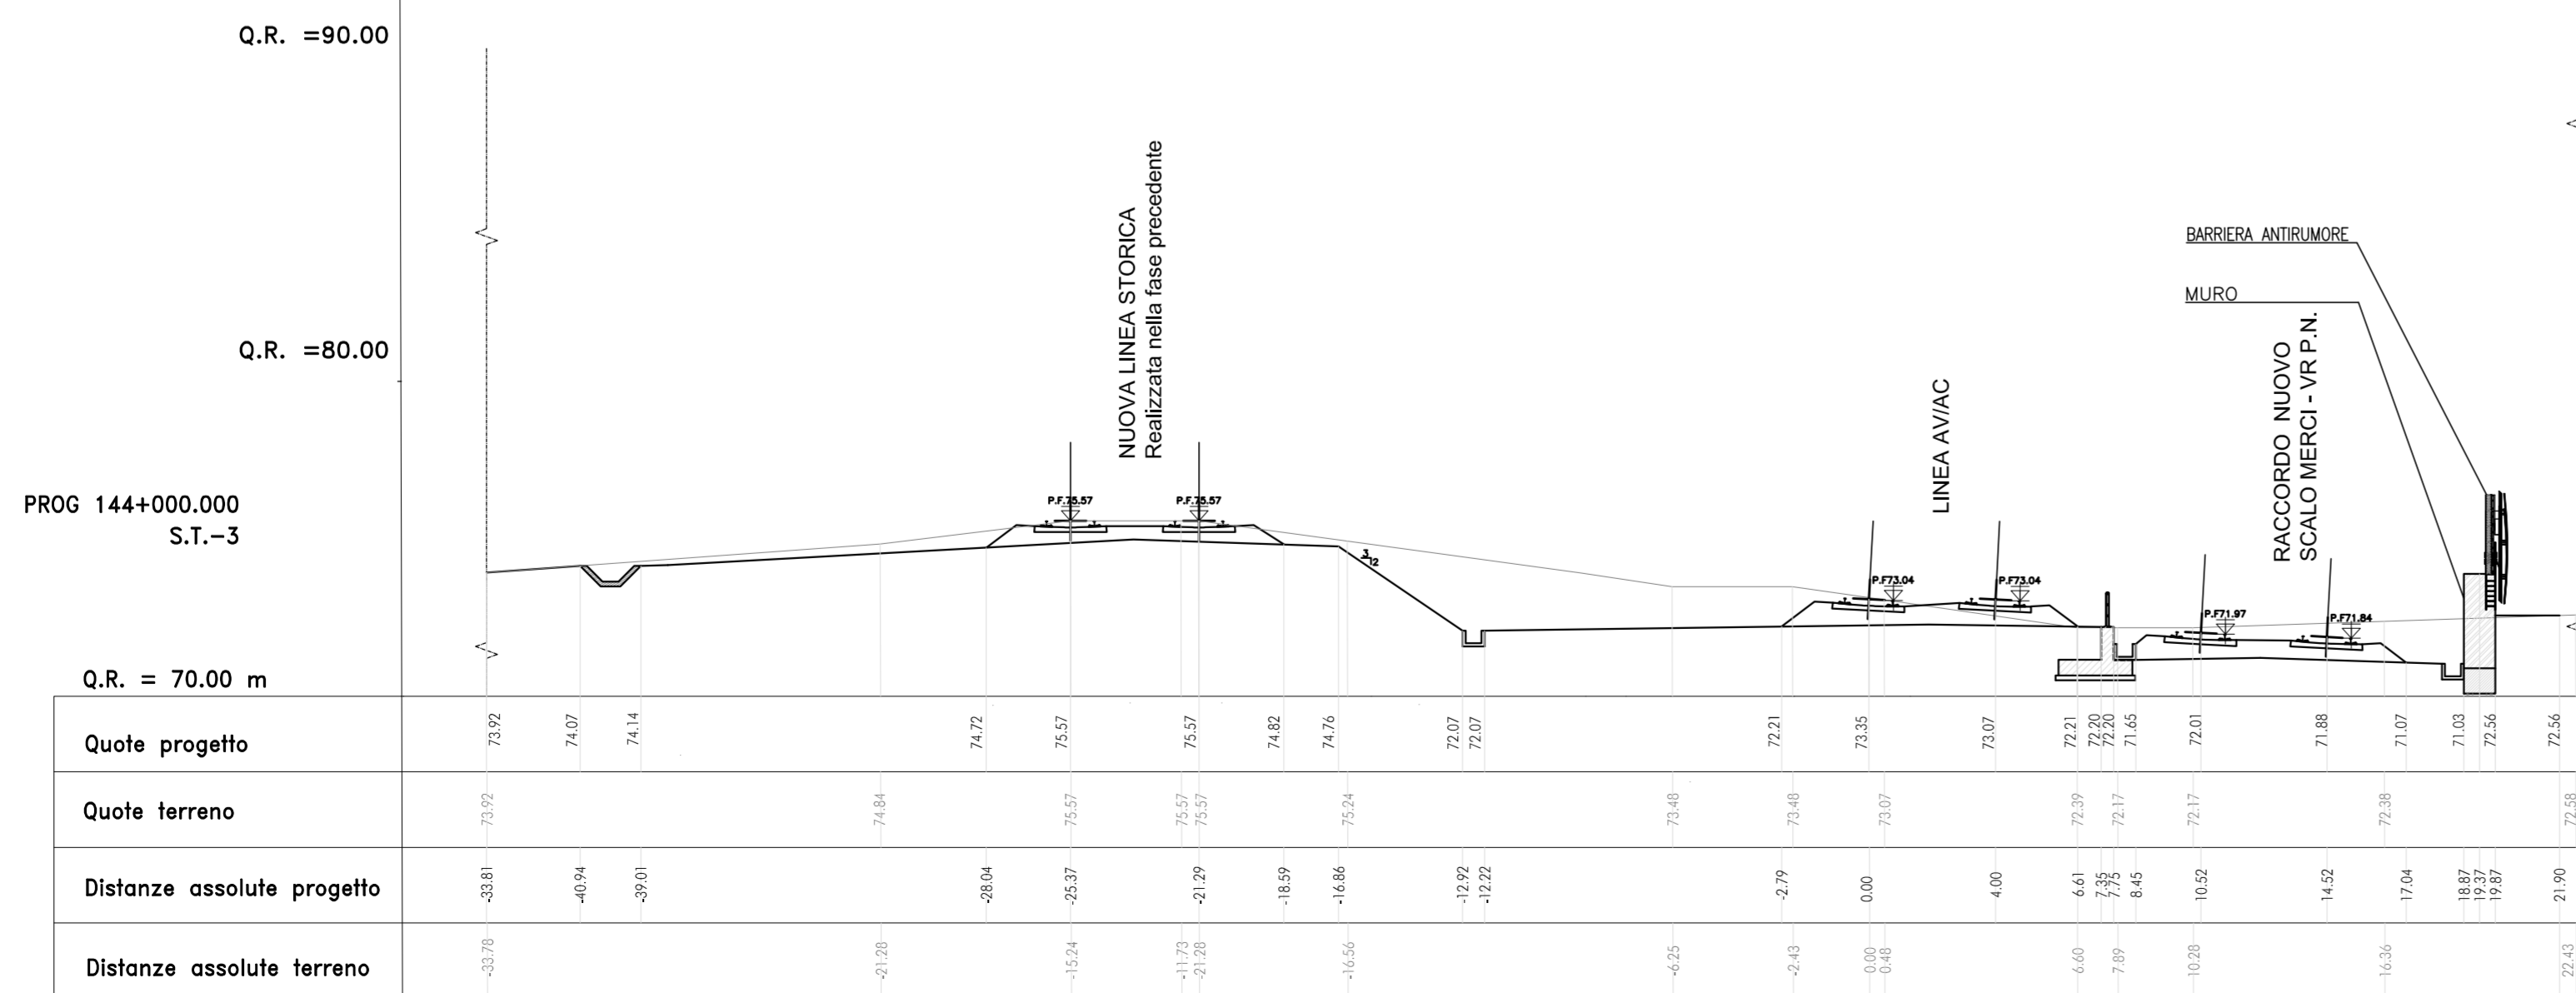 Q.R. =90.00
Q.R. =80.00
PROG 144+000.000
S.T.-3
Q.R. = 70.00 m
NUOVA LINEA STORICA
Realizzata nella fase precedente
P.F.75.57
P.F.75.57
3
2
LINEA AV/AC
P.F73.04
P.F73.04
BARRIERA ANTIRUMORE
MURO
RACCORDO NUOVO
SCALO MERCI - VR P.N.
P.F71.97
P.F71.84
Quote progetto 73.92 74.07 74.14 74.72 75.57 75.57 74.82 74.76 72.07 72.07 72.21 73.35 73.07 72.21 72.20 72.20 71.65 72.01 71.88 71.07 71.03 72.56 72.56
Quote terreno 73.92 74.84 75.57 75.57 75.57 75.24 73.48 73.48 73.07 72.39 72.17 72.17 72.38 72.58
Distanze assolute progetto -33.81 -40.94 -39.01 -28.04 -25.37 -21.29 -18.59 -16.86 -12.92 -12.22 -2.79 0.00 4.00 6.61 7.35 7.75 8.45 10.52 14.52 17.04 18.87 19.37 19.87 21.90
Distanze assolute terreno -33.78 -21.28 -15.24 -11.73 -21.28 -16.56 -6.25 -2.43 0.00 0.48 6.60 7.89 10.28 16.36 22.43